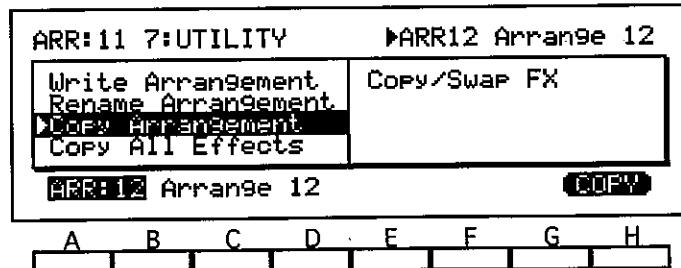 ARR:11 7:UTILITY ▶ARR12 Arrange 12
Write Arrangement Copy/Swap FX
Rename Arrangement
▶Copy Arrangement
Copy All Effects
ARR:12 Arrange 12 COPY
A B C D E F G H